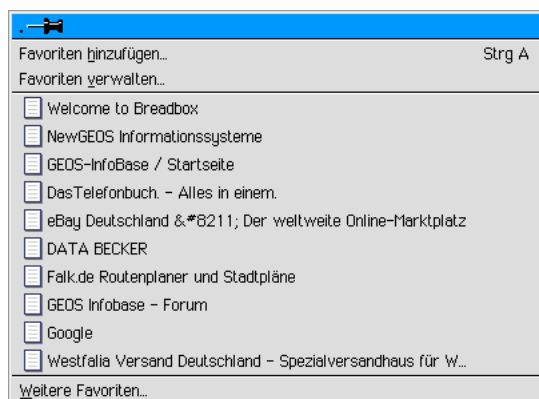 Favoriten hinzufügen... Strg A
Favoriten verwalten...
Welcome to Breadbox
NewGEOS Informationssysteme
GEOS-InfoBase / Startseite
DasTelefonbuch. - Alles in einem.
eBay Deutschland &#8211; Der weltweite Online-Marktplatz
DATA BECKER
Falk.de Routenplaner und Stadtpläne
GEOS Infobase - Forum
Google
Westfalia Versand Deutschland - Spezialversandhaus für W...
Weitere Favoriten...